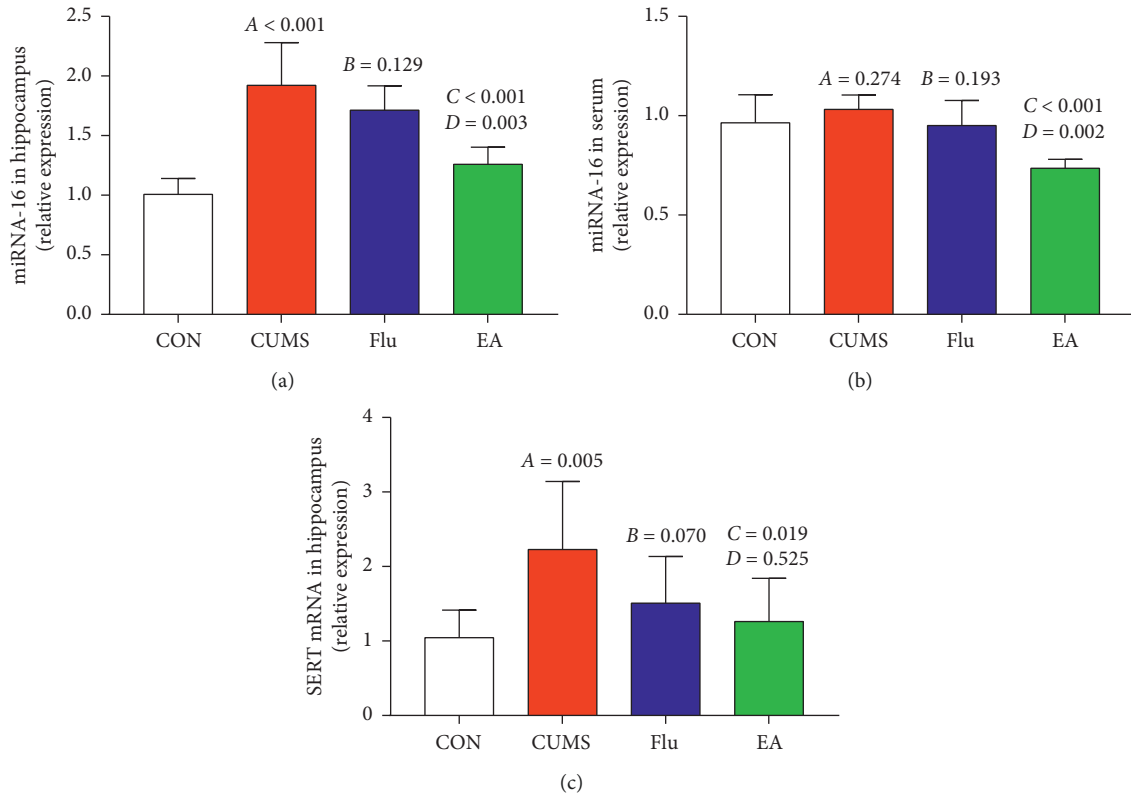 miRNA-16 in hippocampus
(relative expression)
2.5
2.0
1.5
1.0
0.5
0.0
A < 0.001
B = 0.129
C < 0.001
D = 0.003
CON CUMS Flu EA
(a)
miRNA-16 in serum
(relative expression)
1.5
1.0
0.5
0.0
A = 0.274
B = 0.193
C < 0.001
D = 0.002
CON CUMS Flu EA
(b)
SERT mRNA in hippocampus
(relative expression)
4
3
2
1
0
A = 0.005
B = 0.070
C = 0.019
D = 0.525
CON CUMS Flu EA
(c)